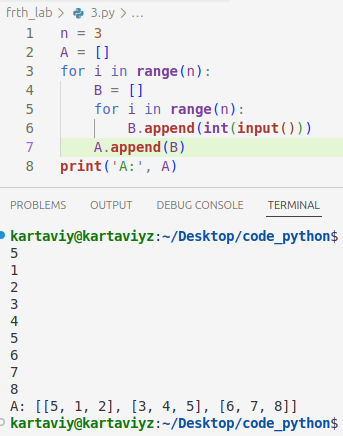 frth_lab > 3.py > ...
1 n = 3
2 A = []
3 for i in range(n):
4     B = []
5     for i in range(n):
6         B.append(int(input()))
7     A.append(B)
8 print('A:', A)
PROBLEMS OUTPUT DEBUG CONSOLE TERMINAL
kartaviy@kartaviyz:~/Desktop/code_python$
5
1
2
3
4
5
6
7
8
A: [[5, 1, 2], [3, 4, 5], [6, 7, 8]]
kartaviy@kartaviyz:~/Desktop/code_python$